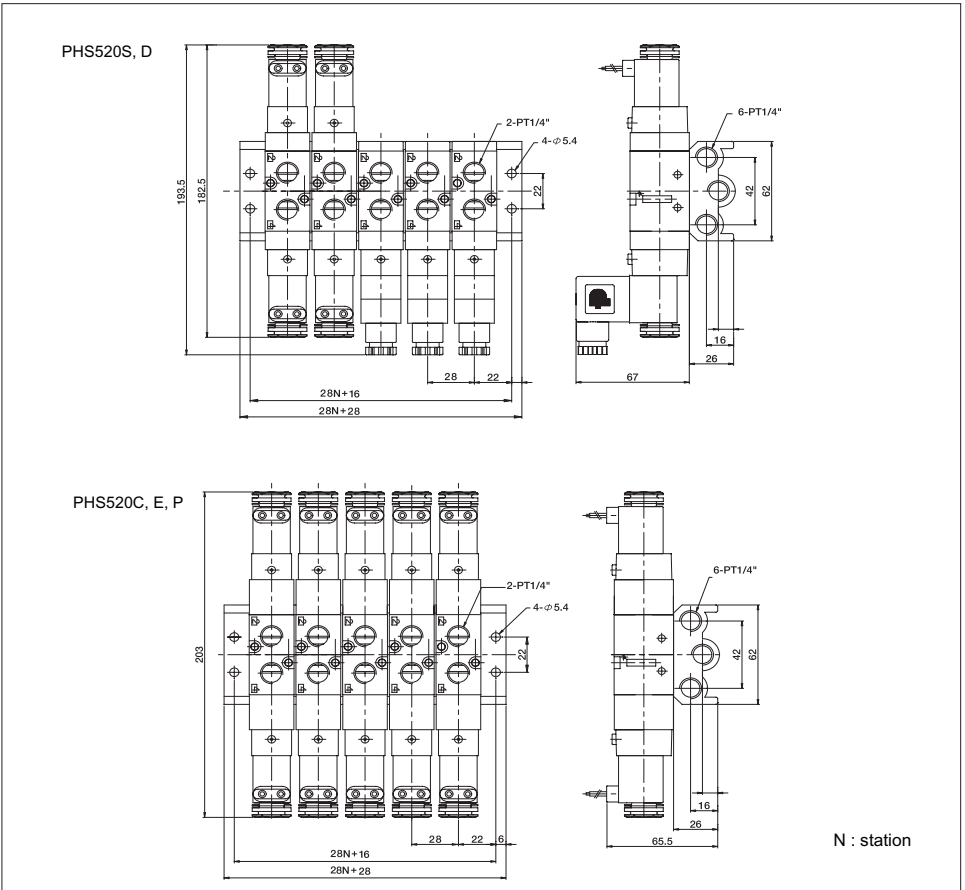 PHS520S, D
2-PT1/4"
4-Φ5.4
6-PT1/4"
193.5
182.5
22
42
62
28
22
16
26
28N+16
67
28N+28
PHS520C, E, P
2-PT1/4"
4-Φ5.4
6-PT1/4"
203
22
42
62
28
22
6
16
26
28N+16
65.5
28N+28
N : station